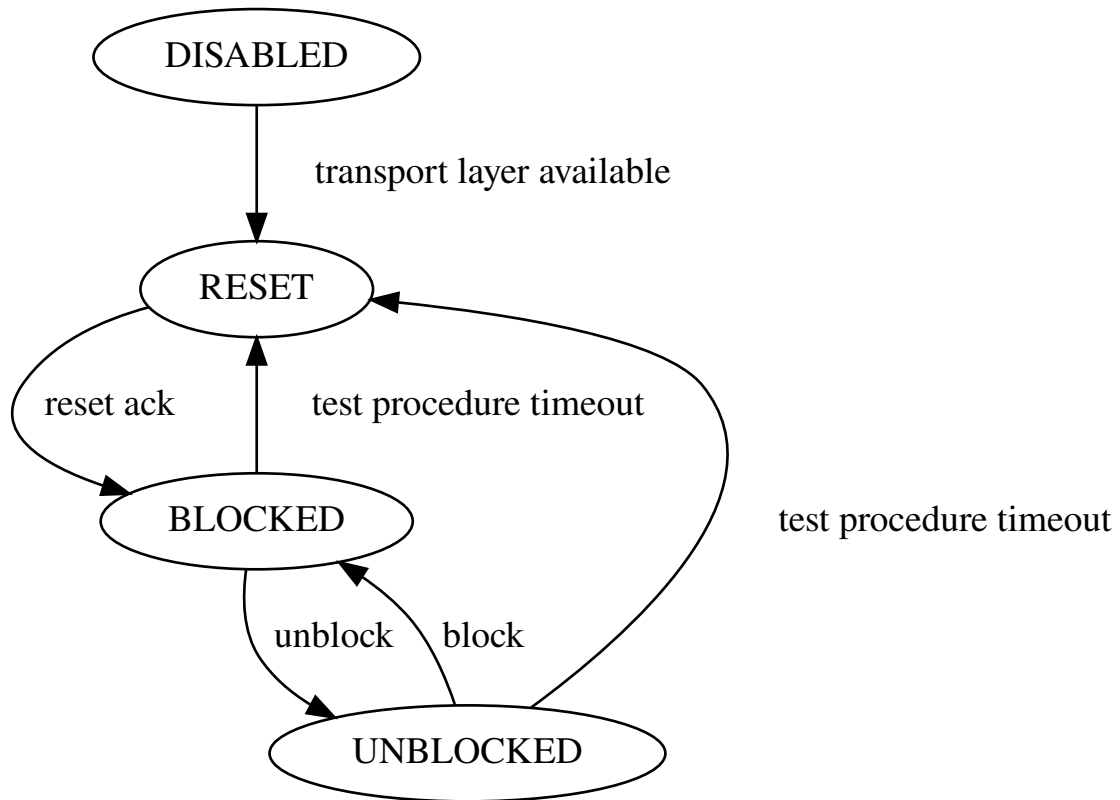 DISABLED
transport layer available
RESET
reset ack
test procedure timeout
BLOCKED
test procedure timeout
unblock
block
UNBLOCKED